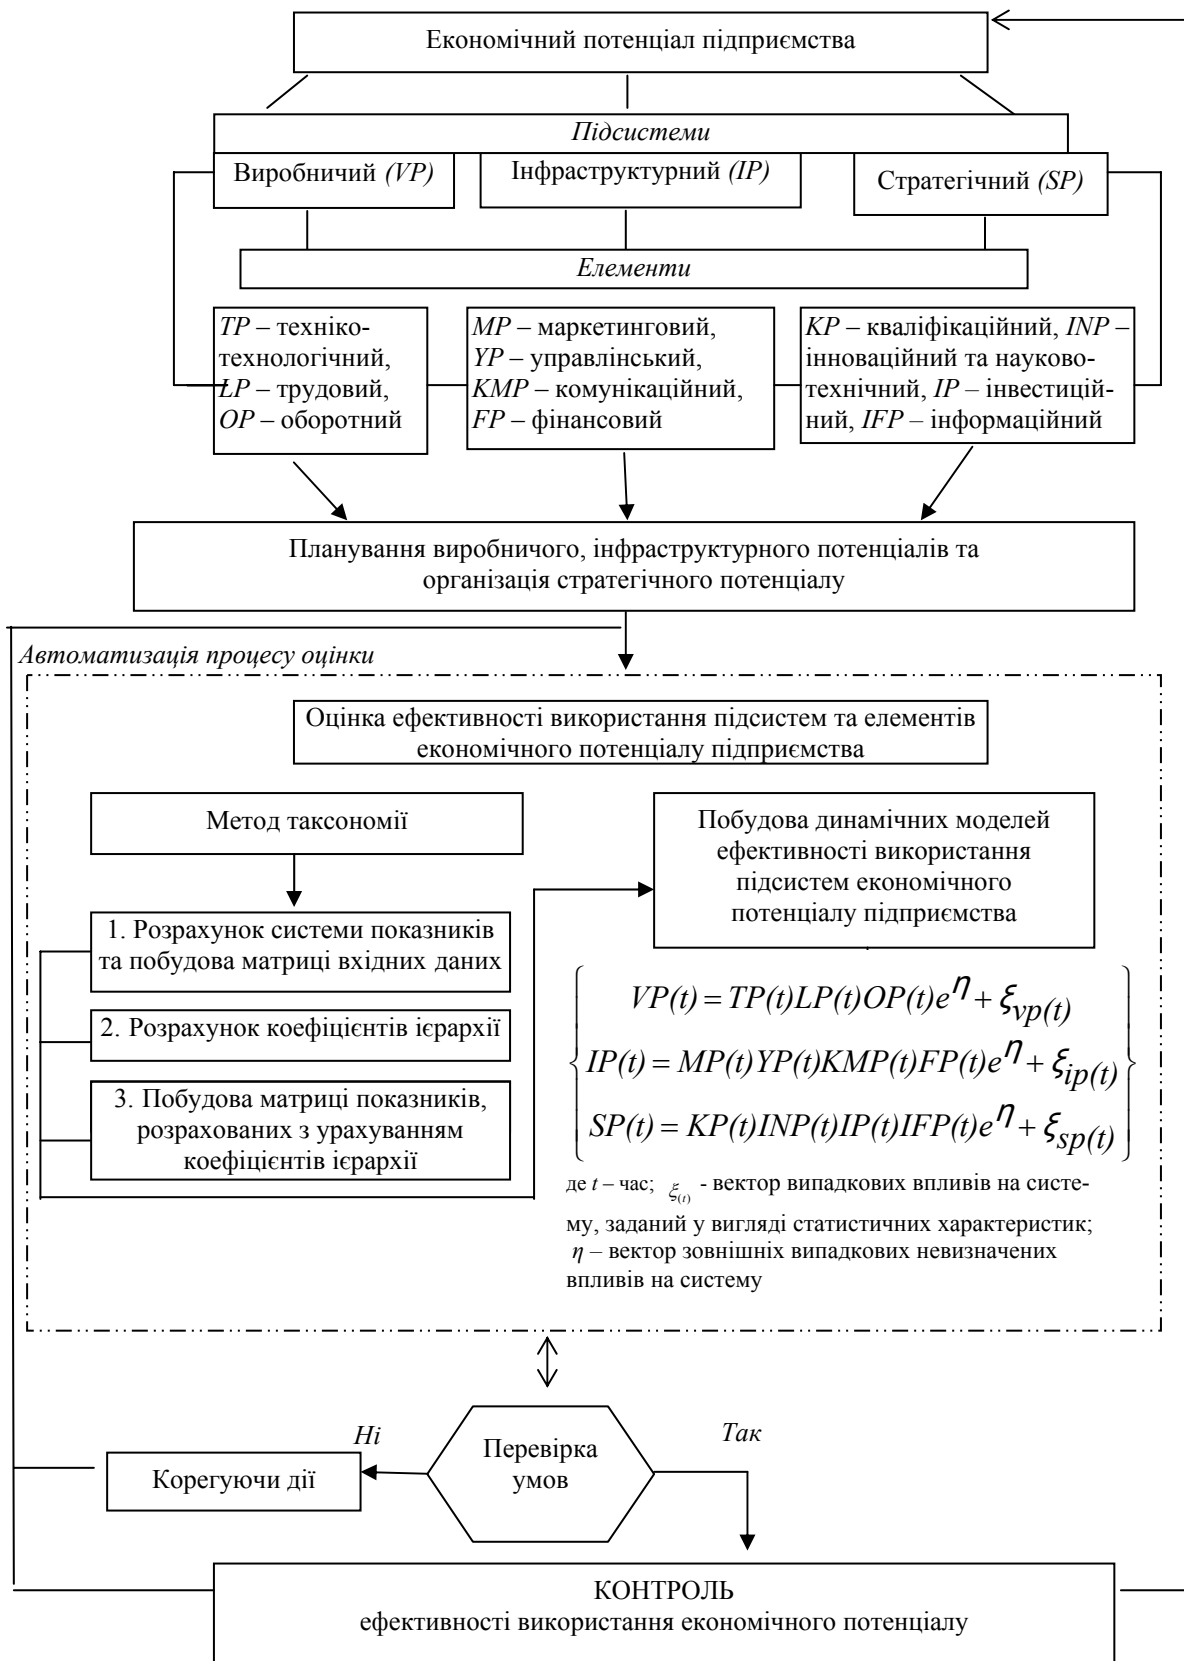 Економічний потенціал підприємства
Підсистеми
Виробничий (VP)
Інфраструктурний (IP)
Стратегічний (SP)
Елементи
TP – техніко-
технологічний,
LP – трудовий,
OP – оборотний
MP – маркетинговий,
YP – управлінський,
KMP – комунікаційний,
FP – фінансовий
KP – кваліфікаційний, INP –
інноваційний та науково-
технічний, IP – інвестицій-
ний, IFP – інформаційний
Планування виробничого, інфраструктурного потенціалів та
організація стратегічного потенціалу
Автоматизація процесу оцінки
Оцінка ефективності використання підсистем та елементів
економічного потенціалу підприємства
Метод таксономії
1. Розрахунок системи показників
та побудова матриці вхідних даних
2. Розрахунок коефіцієнтів ієрархії
3. Побудова матриці показників,
розрахованих з урахуванням
коефіцієнтів ієрархії
Побудова динамічних моделей
ефективності використання
підсистем економічного
потенціалу підприємства
VP(t) = TP(t)LP(t)OP(t)e^η + ξ_vp(t)
IP(t) = MP(t)YP(t)KMP(t)FP(t)e^η + ξ_ip(t)
SP(t) = KP(t)INP(t)IP(t)IFP(t)e^η + ξ_sp(t)
де t – час; ξ_(t) - вектор випадкових впливів на систе-
му, заданий у вигляді статистичних характеристик;
η – вектор зовнішніх випадкових невизначених
впливів на систему
Ні
Перевірка
умов
Так
Корегуючи дії
КОНТРОЛЬ
ефективності використання економічного потенціалу